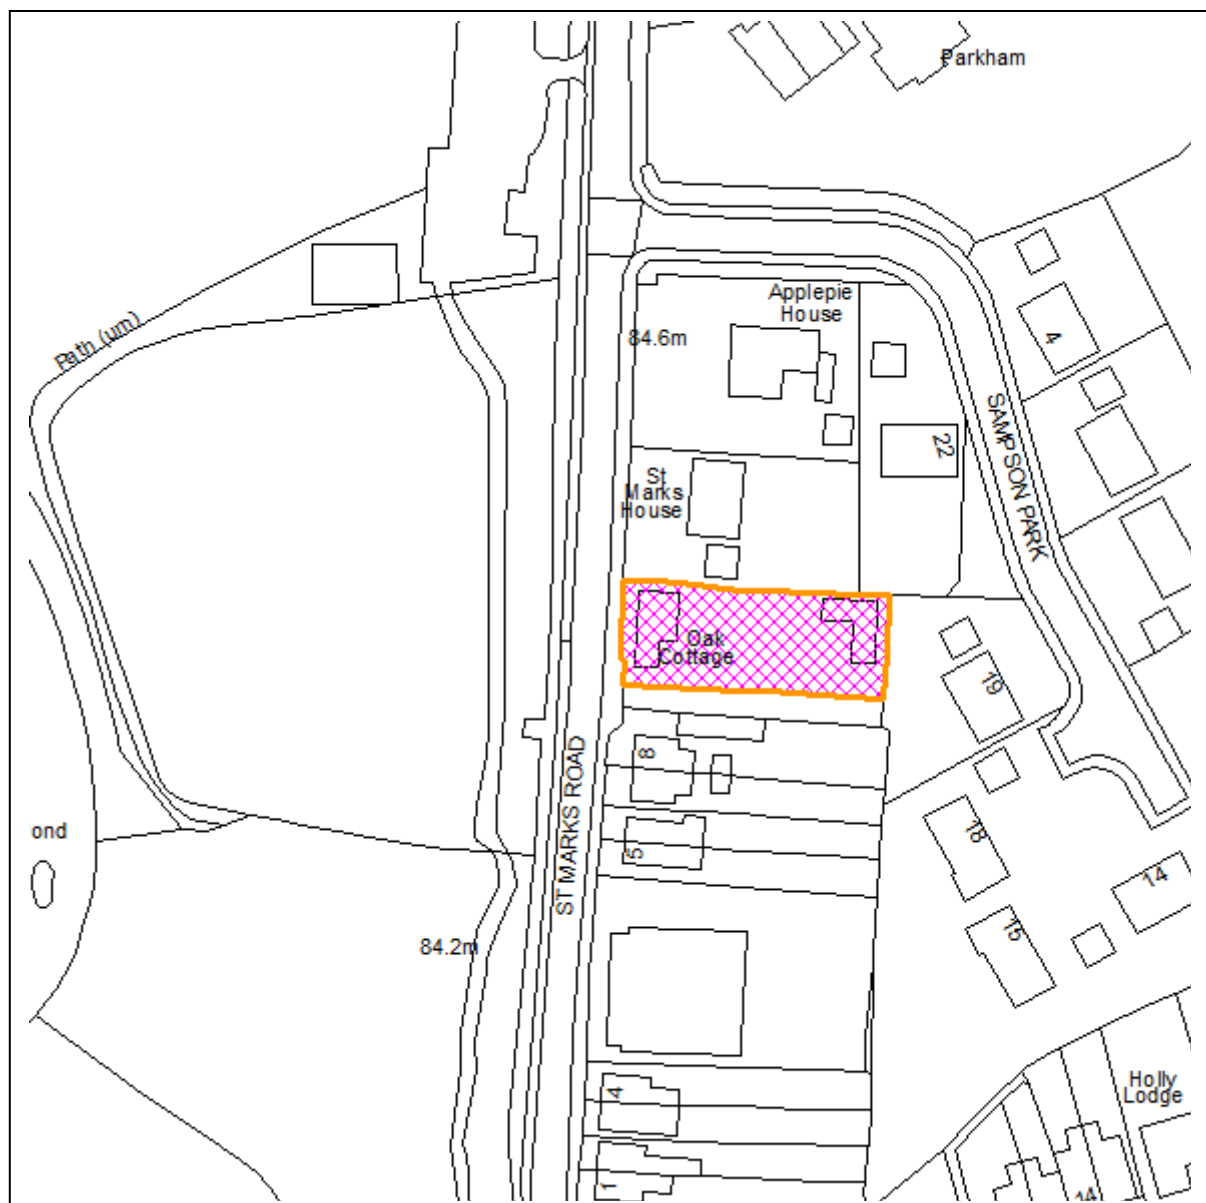 Parkham
Applepie
House
84.6m
Path (um)
4
SAMPSON PARK
22
St
Marks
House
Oak
Cottage
19
8
ST MARKS ROAD
5
18
ond
14
15
84.2m
4
Holly
Lodge
1
14